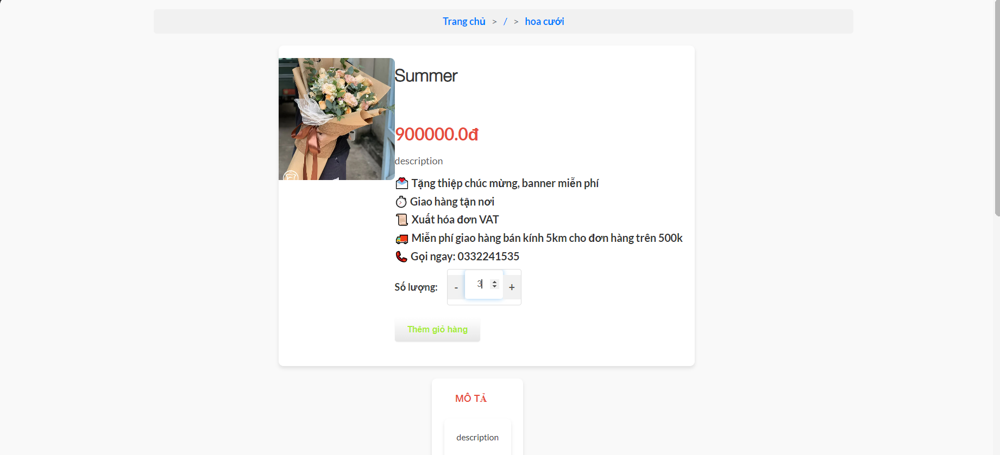 Trang chủ > / > hoa cưới
Summer
900000.0đ
description
Tặng thiệp chúc mừng, banner miễn phí
Giao hàng tận nơi
Xuất hóa đơn VAT
Miễn phí giao hàng bán kính 5km cho đơn hàng trên 500k
Gọi ngay: 0332241535
Số lượng: - 3 +
Thêm giỏ hàng
MÔ TẢ
description